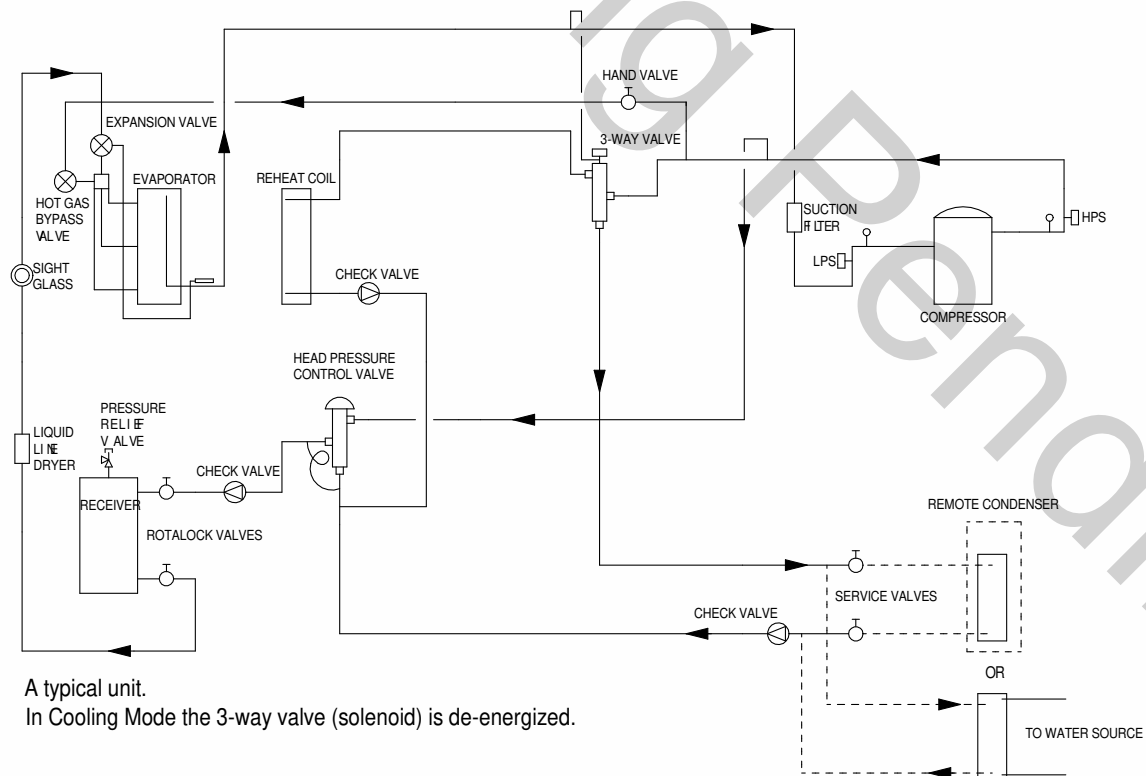 HAND VALVE
EXPANSION VALVE
3-WAY VALVE
EVAPORATOR
REHEAT COIL
HOT GAS
BYPASS
VALVE
SUCTION
FILTER
HPS
LPS
SIGHT
GLASS
CHECK VALVE
COMPRESSOR
HEAD PRESSURE
CONTROL VALVE
PRESSURE
RELIEF
VALVE
LIQUID
LINE
DRYER
CHECK VALVE
RECEIVER
REMOTE CONDENSER
ROTALOCK VALVES
SERVICE VALVES
CHECK VALVE
OR
A typical unit.
In Cooling Mode the 3-way valve (solenoid) is de-energized.
TO WATER SOURCE